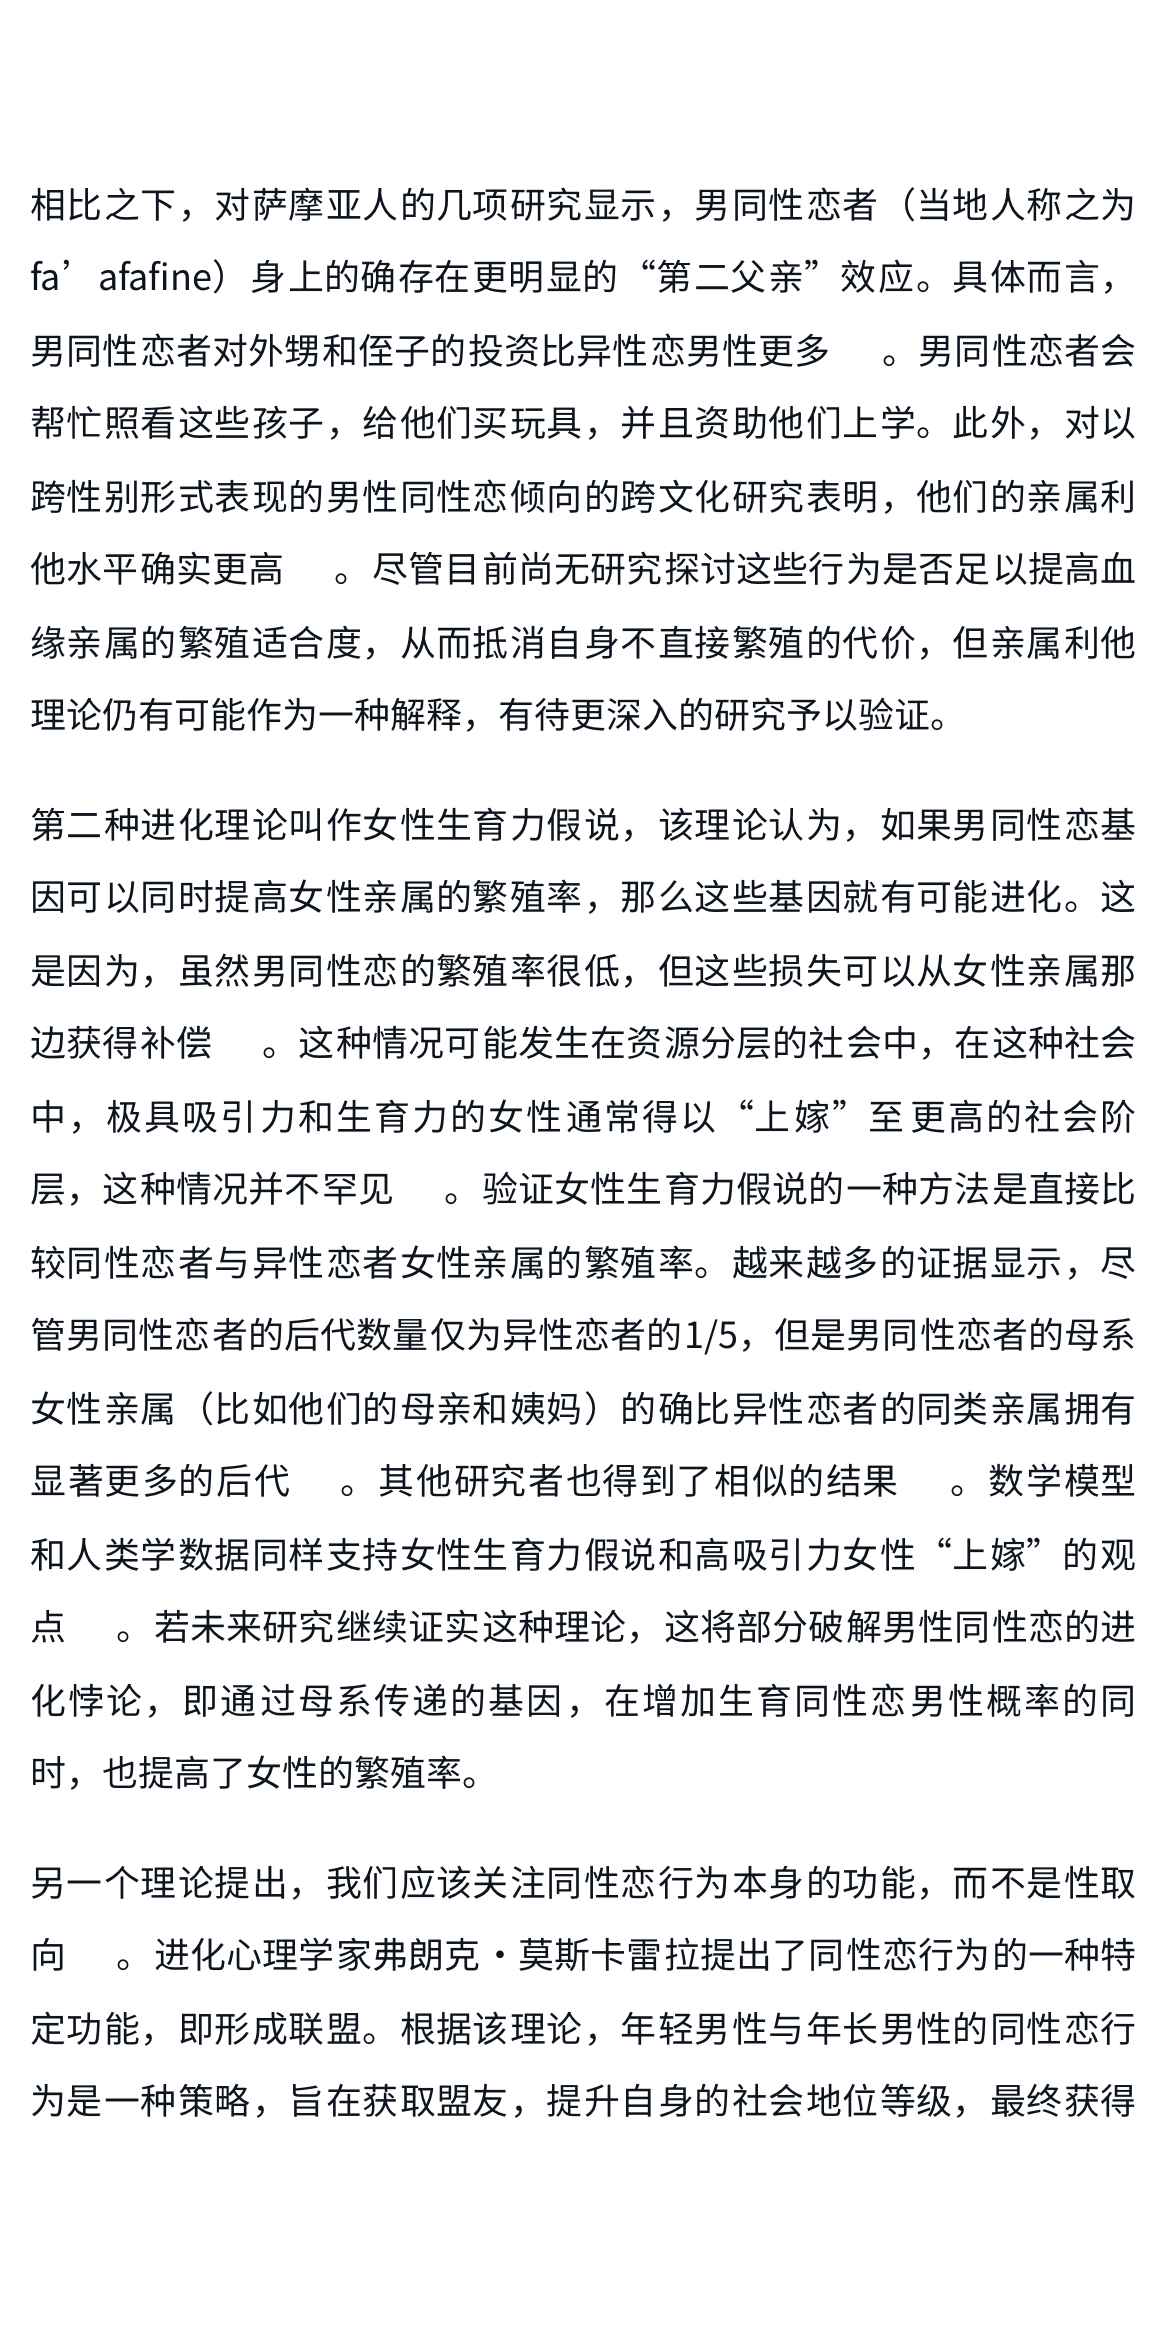 相比之下，对萨摩亚人的几项研究显示，男同性恋者（当地人称之为
fa’afafine）身上的确存在更明显的“第二父亲”效应。具体而言，
男同性恋者对外甥和侄子的投资比异性恋男性更多　。男同性恋者会
帮忙照看这些孩子，给他们买玩具，并且资助他们上学。此外，对以
跨性别形式表现的男性同性恋倾向的跨文化研究表明，他们的亲属利
他水平确实更高　。尽管目前尚无研究探讨这些行为是否足以提高血
缘亲属的繁殖适合度，从而抵消自身不直接繁殖的代价，但亲属利他
理论仍有可能作为一种解释，有待更深入的研究予以验证。
第二种进化理论叫作女性生育力假说，该理论认为，如果男同性恋基
因可以同时提高女性亲属的繁殖率，那么这些基因就有可能进化。这
是因为，虽然男同性恋的繁殖率很低，但这些损失可以从女性亲属那
边获得补偿　。这种情况可能发生在资源分层的社会中，在这种社会
中，极具吸引力和生育力的女性通常得以“上嫁”至更高的社会阶
层，这种情况并不罕见　。验证女性生育力假说的一种方法是直接比
较同性恋者与异性恋者女性亲属的繁殖率。越来越多的证据显示，尽
管男同性恋者的后代数量仅为异性恋者的1/5，但是男同性恋者的母系
女性亲属（比如他们的母亲和姨妈）的确比异性恋者的同类亲属拥有
显著更多的后代　。其他研究者也得到了相似的结果　。数学模型
和人类学数据同样支持女性生育力假说和高吸引力女性“上嫁”的观
点　。若未来研究继续证实这种理论，这将部分破解男性同性恋的进
化悖论，即通过母系传递的基因，在增加生育同性恋男性概率的同
时，也提高了女性的繁殖率。
另一个理论提出，我们应该关注同性恋行为本身的功能，而不是性取
向　。进化心理学家弗朗克·莫斯卡雷拉提出了同性恋行为的一种特
定功能，即形成联盟。根据该理论，年轻男性与年长男性的同性恋行
为是一种策略，旨在获取盟友，提升自身的社会地位等级，最终获得